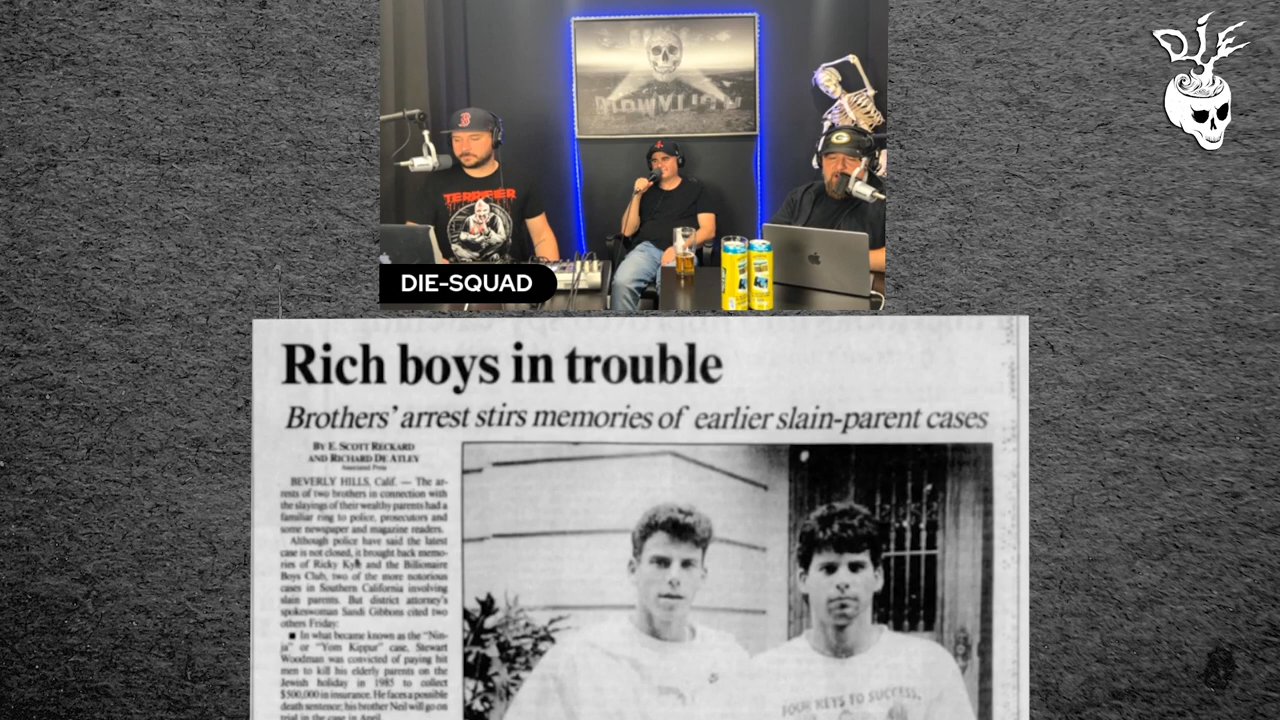 DIE
TERRIFIER
DIE-SQUAD
Rich boys in trouble
Brothers' arrest stirs memories of earlier slain-parent cases
BY E. SCOTT RECKARD
AND RICHARD DE ATLEY
Associated Press
BEVERLY HILLS, Calif. — The ar-
rests of two brothers in connection with
the slayings of their wealthy parents had a
familiar ring to police, prosecutors and
some newspaper and magazine readers.
Although police have said the latest
case is not closed, it brought back memo-
ries of Ricky Kyle and the Billionaire
Boys Club, two of the more notorious
cases in Southern California involving
slain parents. But district attorney's
spokeswoman Sandi Gibbons cited two
others Friday:
■ In what became known as the "Nin-
ja" or "Yom Kippur" case, Stewart
Woodman was convicted of paying hit
men to kill his elderly parents on the
Jewish holiday in 1985 to collect
$500,000 in insurance. He faces a possible
death sentence; his brother Neil will go on
trial in the case in April.
FOUR KEYS TO SUCCESS.